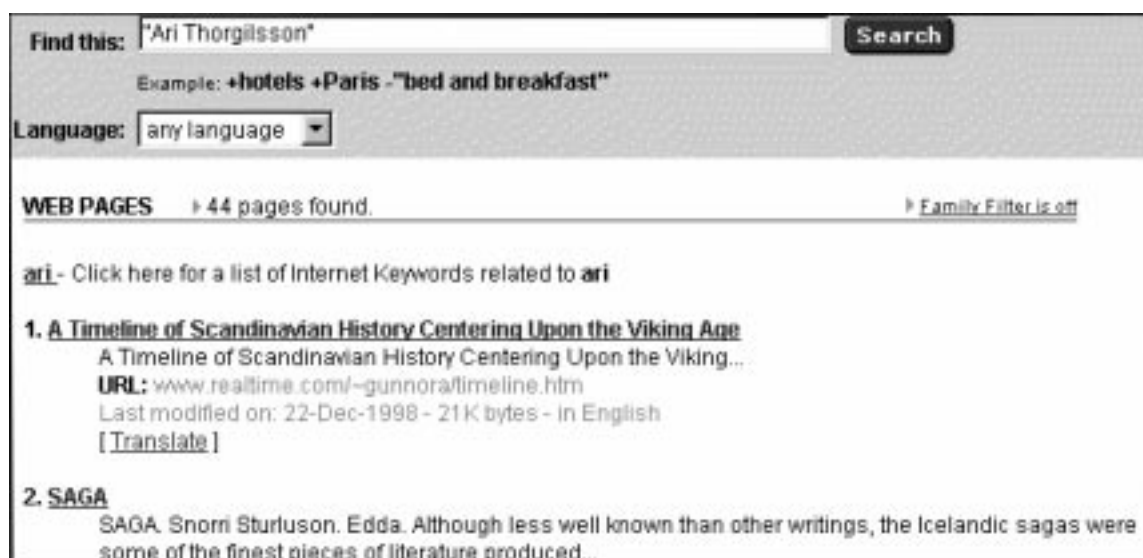 Find this: "Ari Thorgilsson" Search
Example: +hotels +Paris -"bed and breakfast"
Language: any language
WEB PAGES 44 pages found. Family Filter is off
ari - Click here for a list of Internet Keywords related to ari
1. A Timeline of Scandinavian History Centering Upon the Viking Age
A Timeline of Scandinavian History Centering Upon the Viking...
URL: www.realtime.com/~gunnora/timeline.htm
Last modified on: 22-Dec-1998 - 21K bytes - in English
[ Translate ]
2. SAGA
SAGA. Snorri Sturluson. Edda. Although less well known than other writings, the Icelandic sagas were
some of the finest pieces of literature produced...